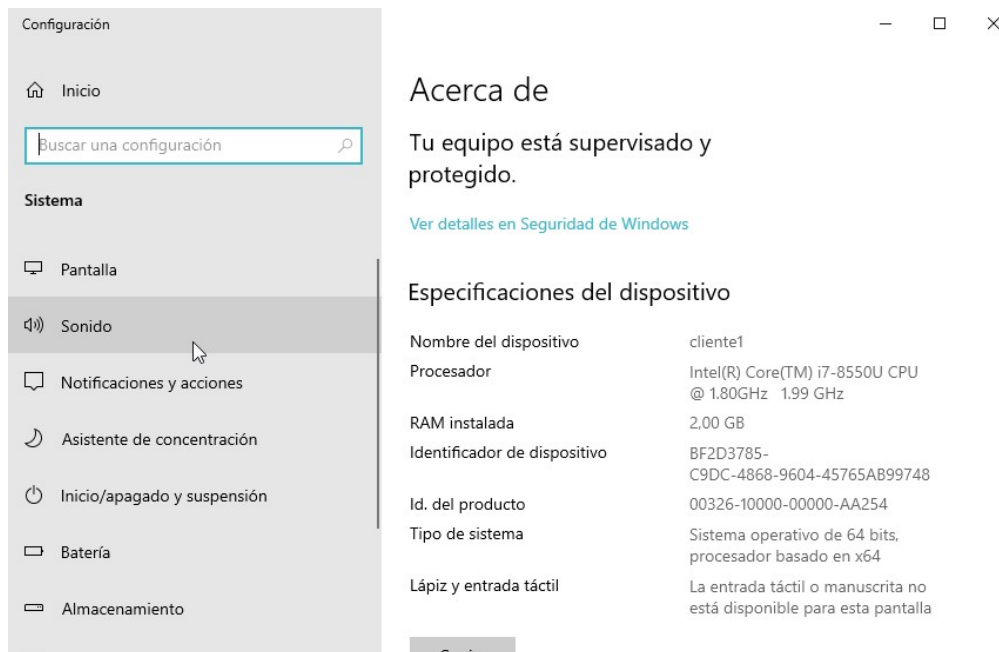 Configuración
Inicio
Buscar una configuración
Sistema
Pantalla
Sonido
Notificaciones y acciones
Asistente de concentración
Inicio/apagado y suspensión
Batería
Almacenamiento
Acerca de
Tu equipo está supervisado y
protegido.
Ver detalles en Seguridad de Windows
Especificaciones del dispositivo
Nombre del dispositivo cliente1
Procesador Intel(R) Core(TM) i7-8550U CPU
@ 1.80GHz 1.99 GHz
RAM instalada 2,00 GB
Identificador de dispositivo BF2D3785-
C9DC-4868-9604-45765AB99748
Id. del producto 00326-10000-00000-AA254
Tipo de sistema Sistema operativo de 64 bits,
procesador basado en x64
Lápiz y entrada táctil La entrada táctil o manuscrita no
está disponible para esta pantalla